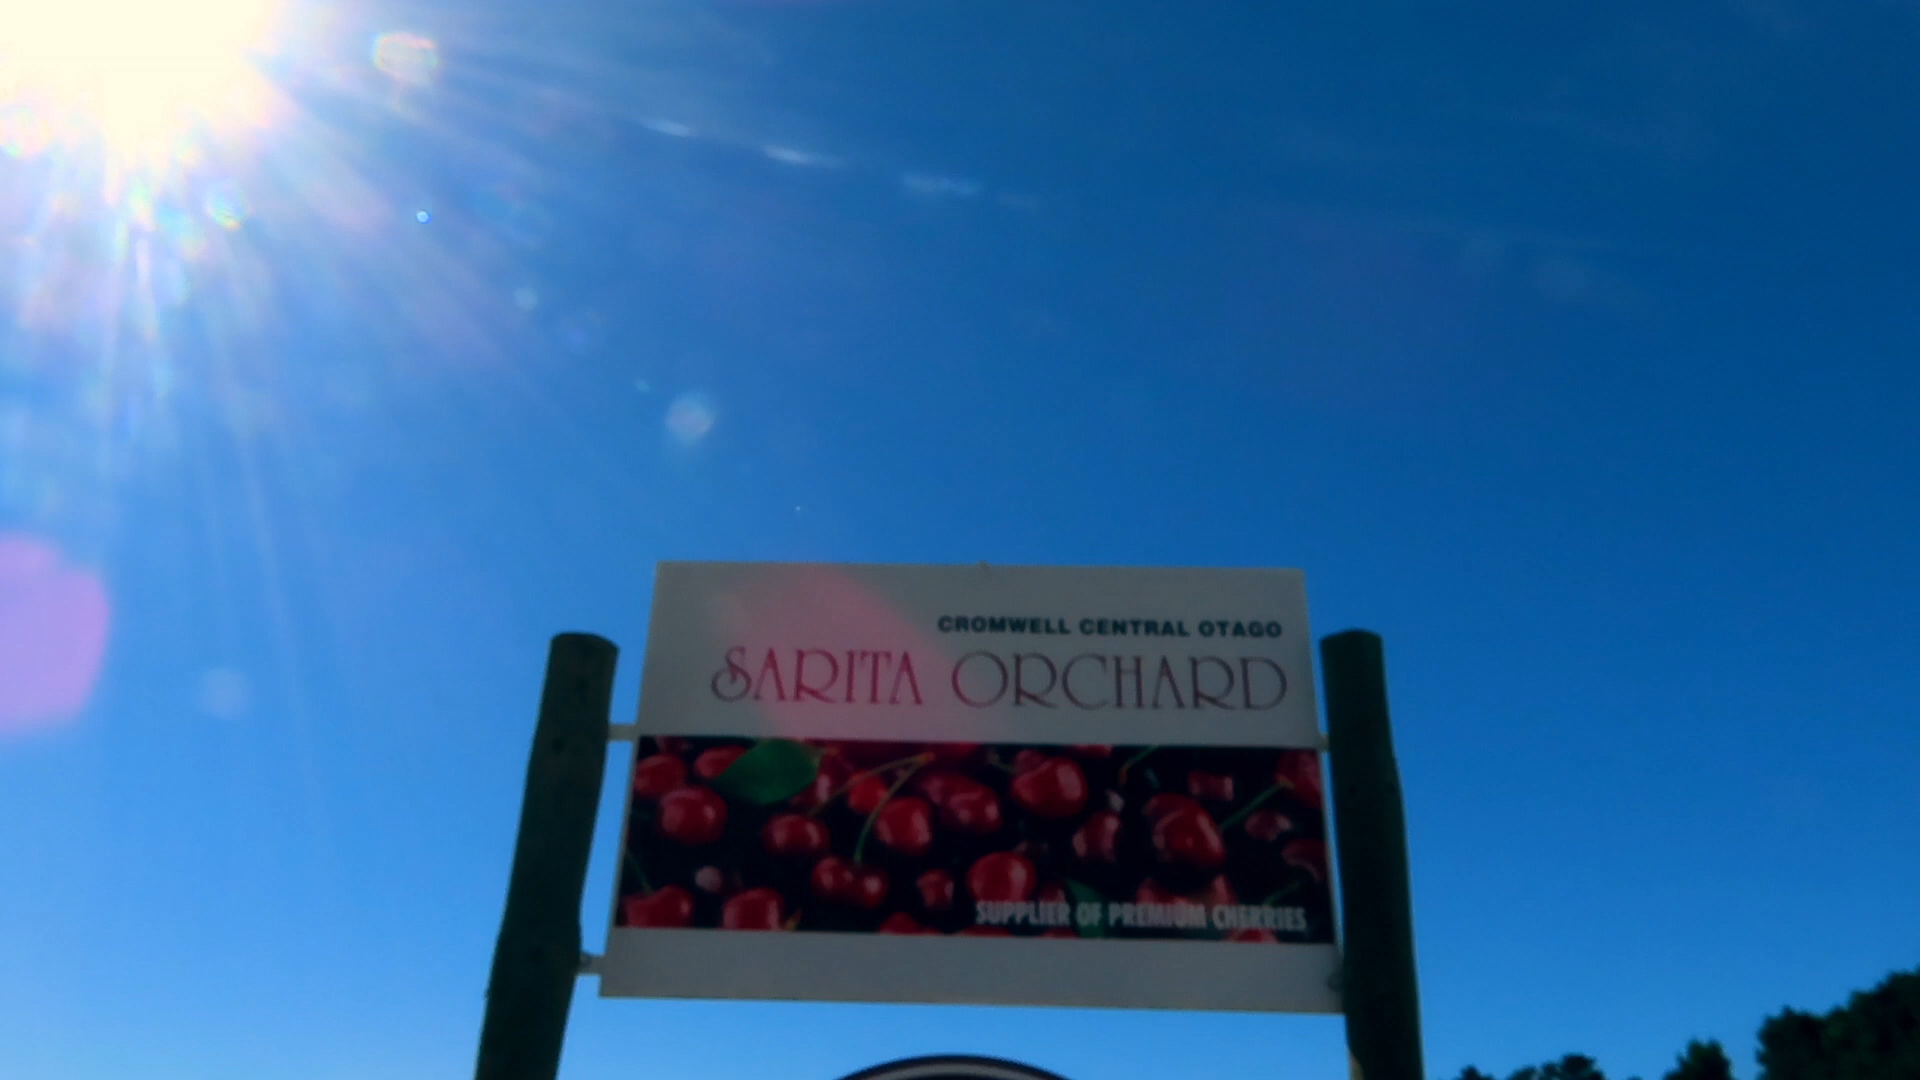 CROMWELL CENTRAL OTAGO
SARITA ORCHARD
SUPPLIER OF PREMIUM CHERRIES